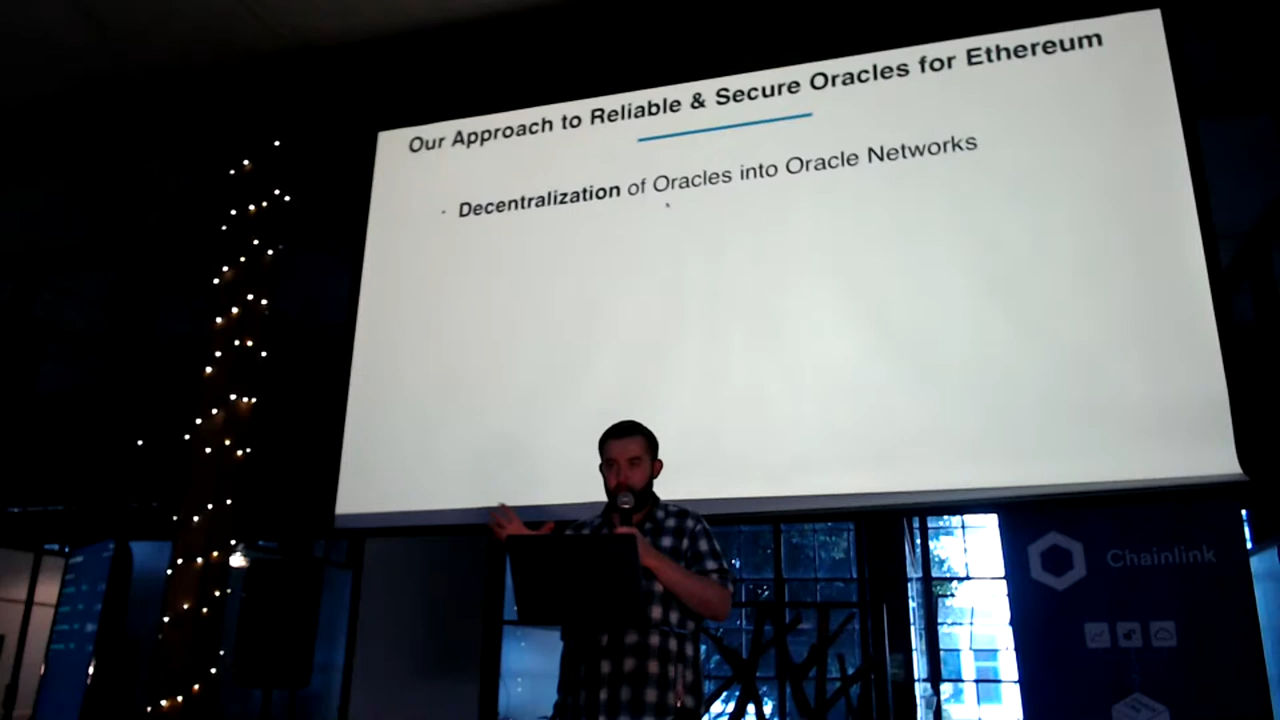 Our Approach to Reliable & Secure Oracles for Ethereum
· Decentralization of Oracles into Oracle Networks
Chainlink